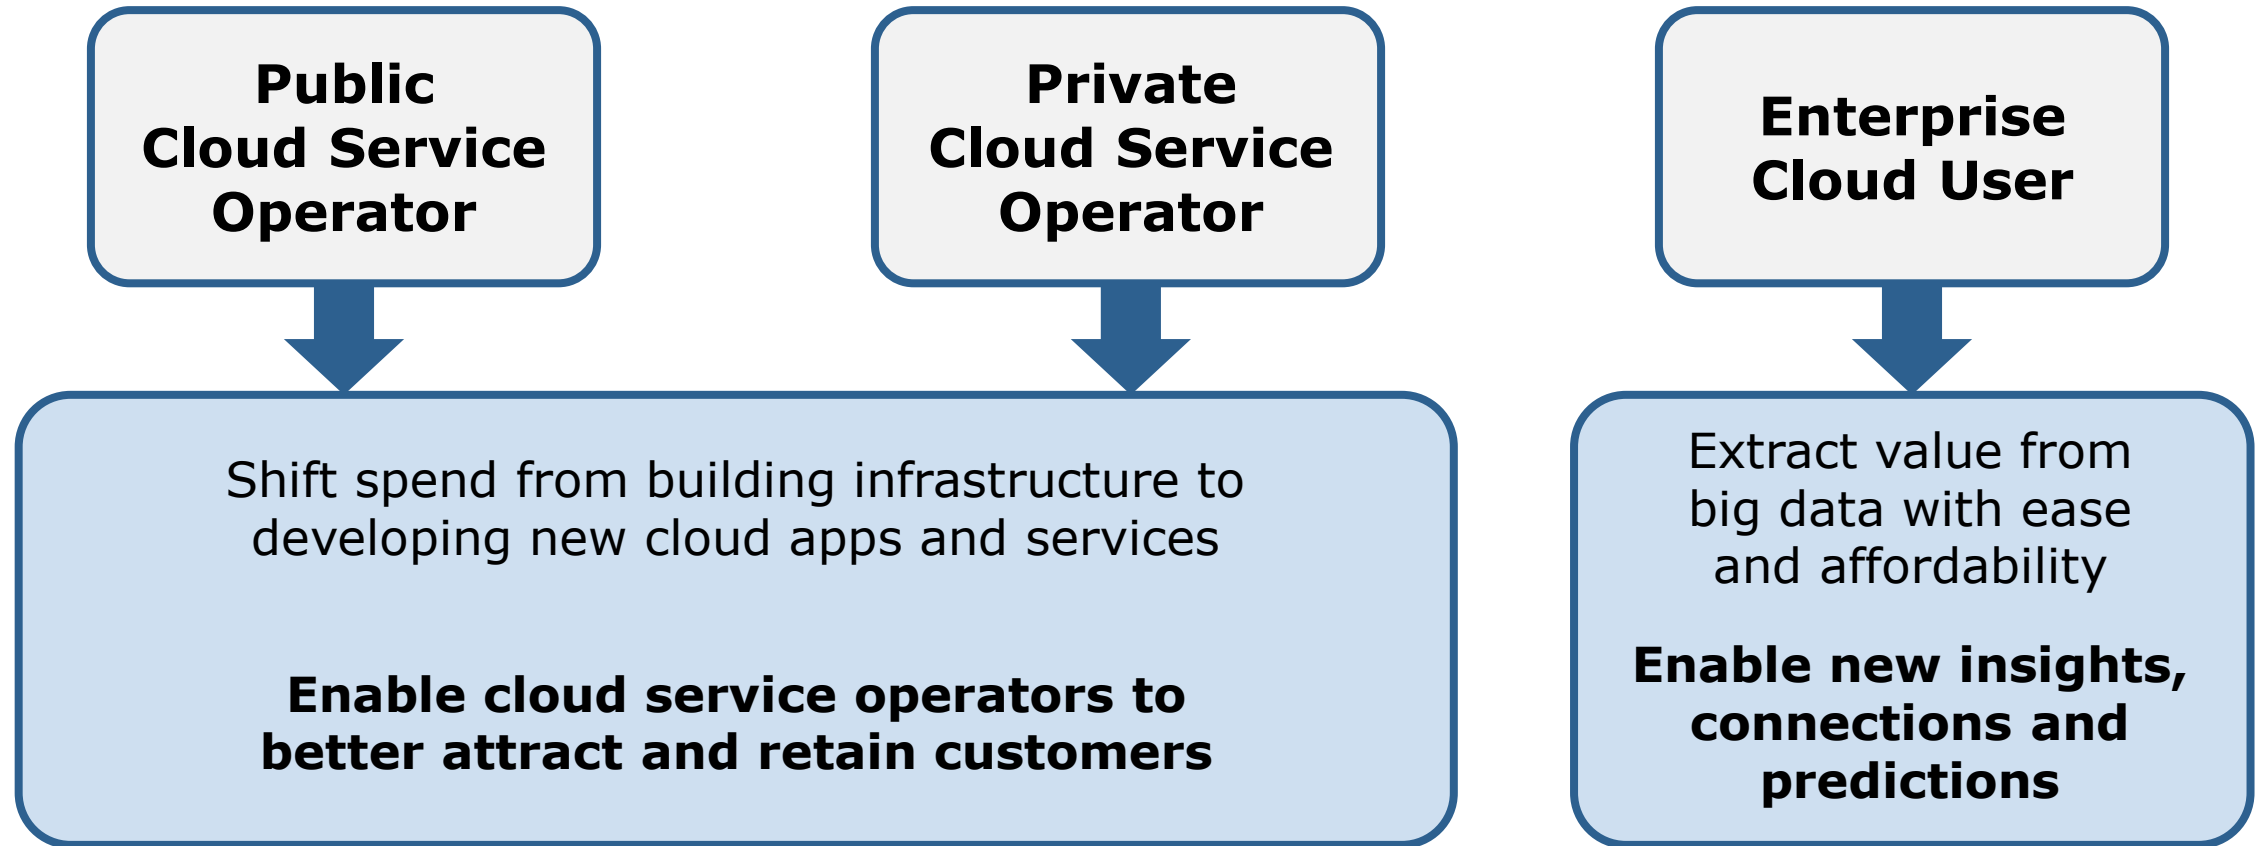 Public
Cloud Service
Operator
Private
Cloud Service
Operator
Enterprise
Cloud User
Shift spend from building infrastructure to
developing new cloud apps and services
Enable cloud service operators to
better attract and retain customers
Extract value from
big data with ease
and affordability
Enable new insights,
connections and
predictions